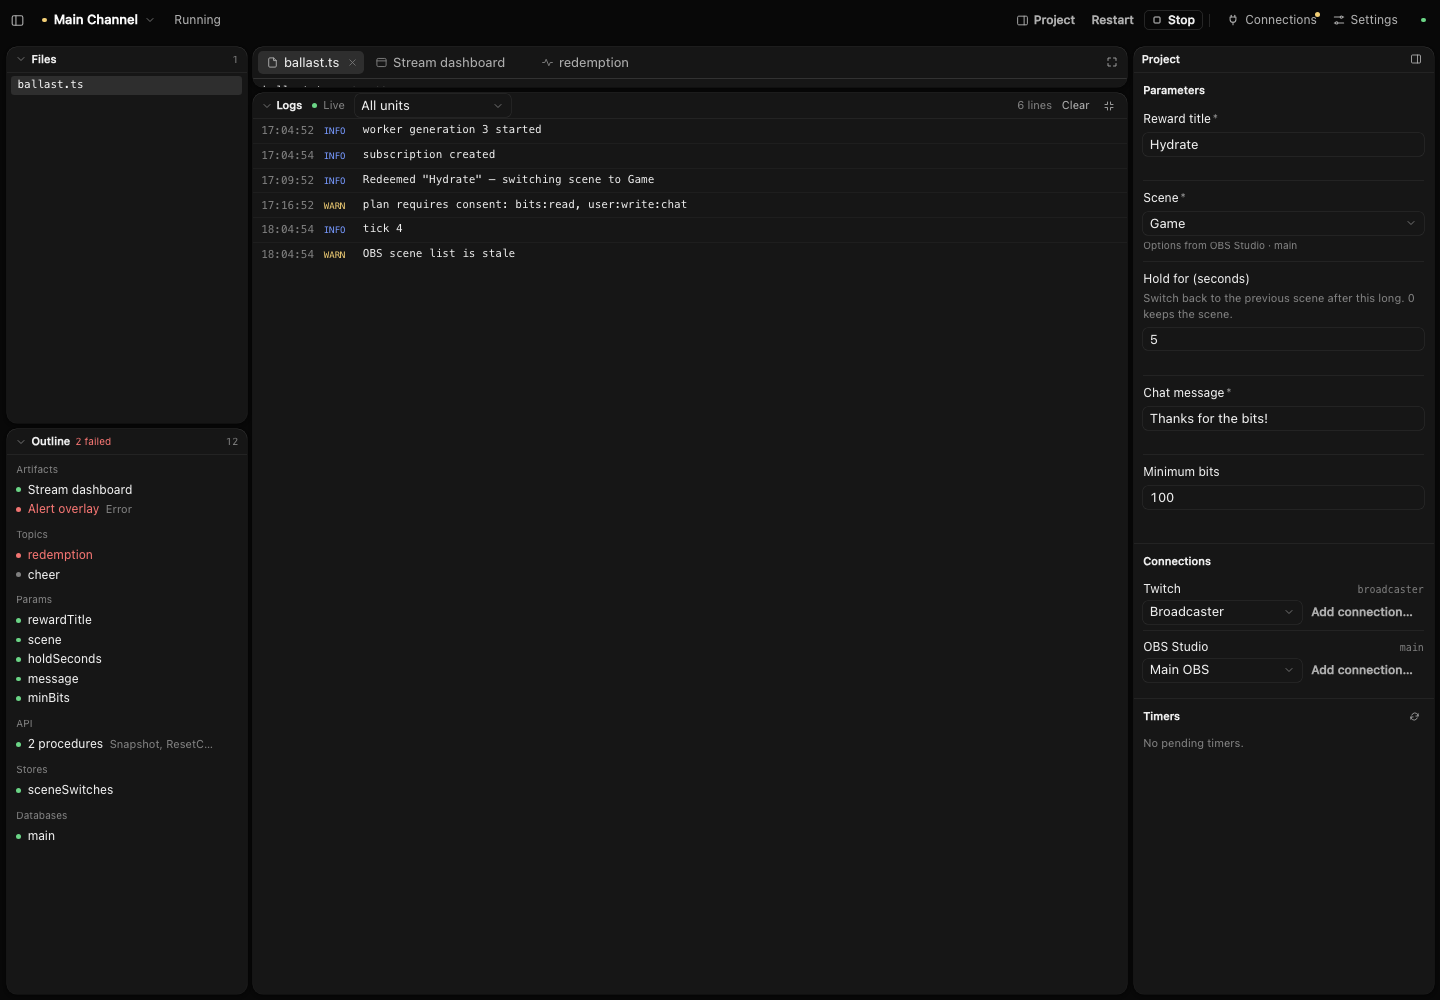 Main Channel
Running
Project
Restart
Stop
Connections
Settings
Files
1
ballast.ts
Outline
2 failed
12
Artifacts
Stream dashboard
Alert overlay Error
Topics
redemption
cheer
Params
rewardTitle
scene
holdSeconds
message
minBits
API
2 procedures Snapshot, ResetC...
Stores
sceneSwitches
Databases
main
ballast.ts
Stream dashboard
redemption
Logs
Live
All units
6 lines
Clear
17:04:52 INFO worker generation 3 started
17:04:54 INFO subscription created
17:09:52 INFO Redeemed "Hydrate" — switching scene to Game
17:16:52 WARN plan requires consent: bits:read, user:write:chat
18:04:54 INFO tick 4
18:04:54 WARN OBS scene list is stale
Project
Parameters
Reward title *
Hydrate
Scene *
Game
Options from OBS Studio · main
Hold for (seconds)
Switch back to the previous scene after this long. 0
keeps the scene.
5
Chat message *
Thanks for the bits!
Minimum bits
100
Connections
Twitch
broadcaster
Broadcaster
Add connection...
OBS Studio
main
Main OBS
Add connection...
Timers
No pending timers.